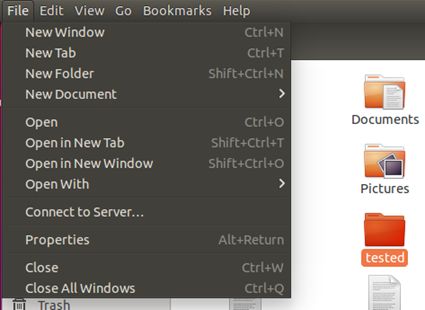 File Edit View Go Bookmarks Help
New Window Ctrl+N
New Tab Ctrl+T
New Folder Shift+Ctrl+N
New Document
Open Ctrl+O
Open in New Tab Shift+Ctrl+T
Open in New Window Shift+Ctrl+O
Open With
Connect to Server...
Properties Alt+Return
Close Ctrl+W
Close All Windows Ctrl+Q
Trash
Documents
Pictures
tested